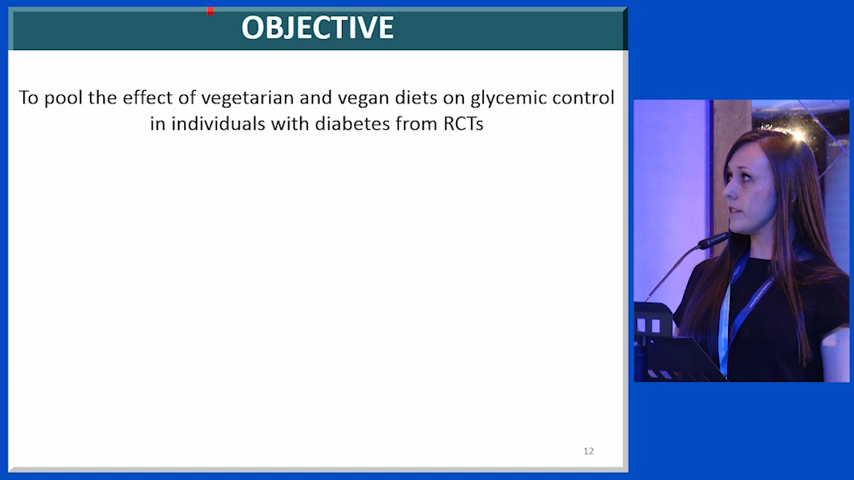 OBJECTIVE
To pool the effect of vegetarian and vegan diets on glycemic control
in individuals with diabetes from RCTs
12